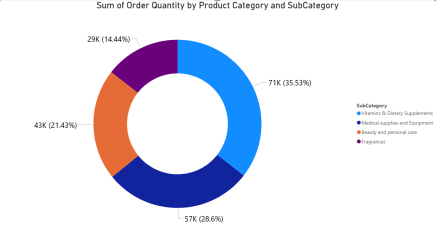 Sum of Order Quantity by Product Category and SubCategory
29K (14.44%)
71K (35.53%)
43K (21.43%)
57K (28.6%)
SubCategory
Vitamins & Dietary Supplements
Medical supplies and Equipment
Beauty and personal care
Fragrances